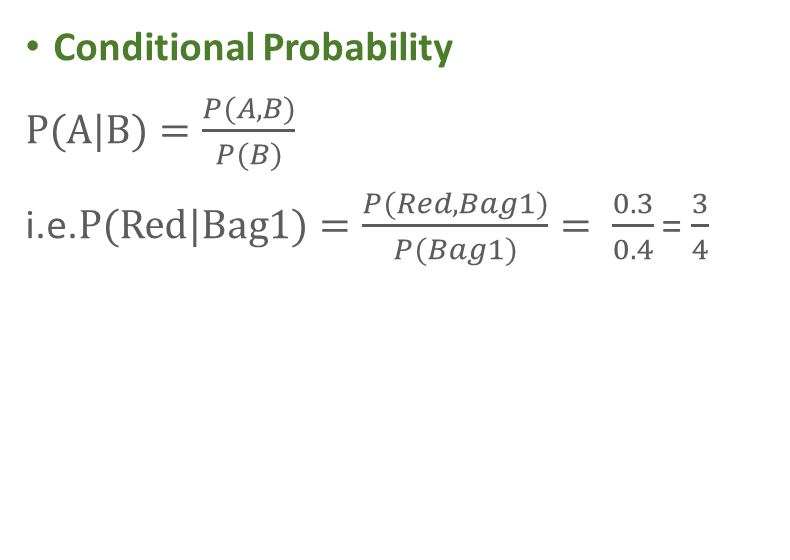 • Conditional Probability
P(A|B) = P(A,B)/P(B)
i.e.P(Red|Bag1) = P(Red,Bag1)/P(Bag1) = 0.3/0.4 = 3/4